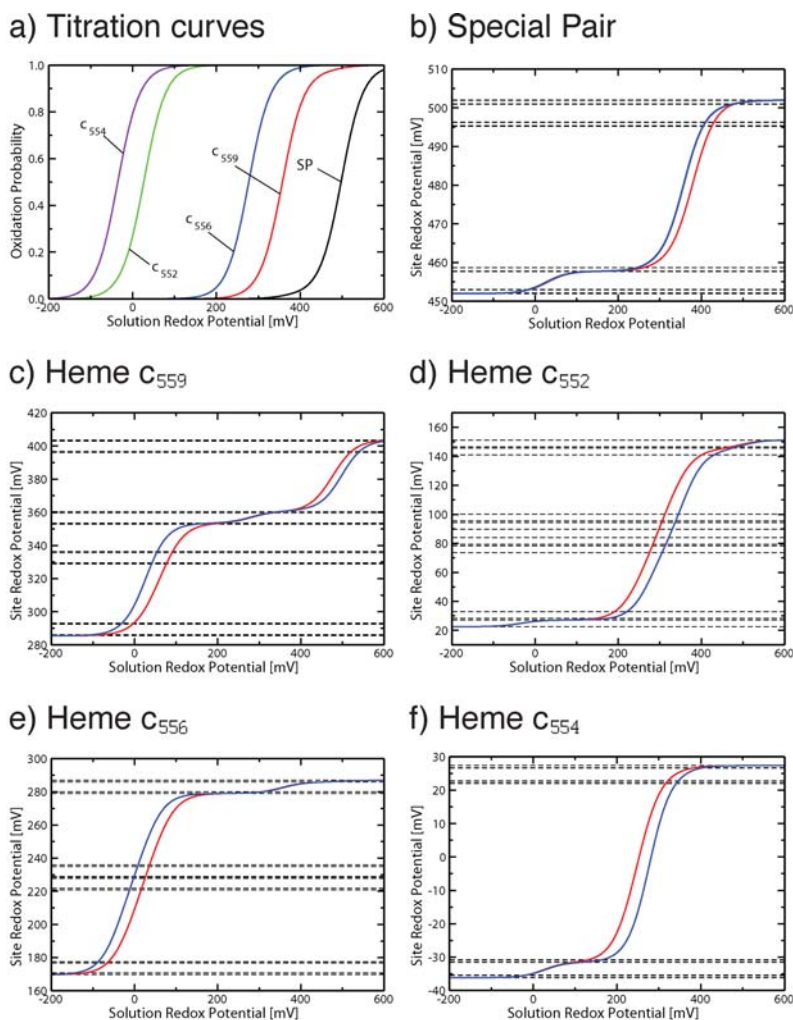 a) Titration curves
b) Special Pair
Oxidation Probability
1.0
0.8
0.6
0.4
0.2
0.0
c554
c552
c556
c559
SP
-200 0 200 400 600
Solution Redox Potential [mV]
Site Redox Potential [mV]
510
500
490
480
470
460
450
-200 0 200 400 600
Solution Redox Potential
c) Heme c559
d) Heme c552
Site Redox Potential [mV]
420
400
380
360
340
320
300
280
-200 0 200 400 600
Solution Redox Potential [mV]
Site Redox Potential [mV]
160
140
120
100
80
60
40
20
-200 0 200 400 600
Solution Redox Potential [mV]
e) Heme c556
f) Heme c554
Site Redox Potential [mV]
300
280
260
240
220
200
180
160
-200 0 200 400 600
Solution Redox Potential [mV]
Site Redox Potential [mV]
30
20
10
0
-10
-20
-30
-40
-200 0 200 400 600
Solution Redox Potential [mV]